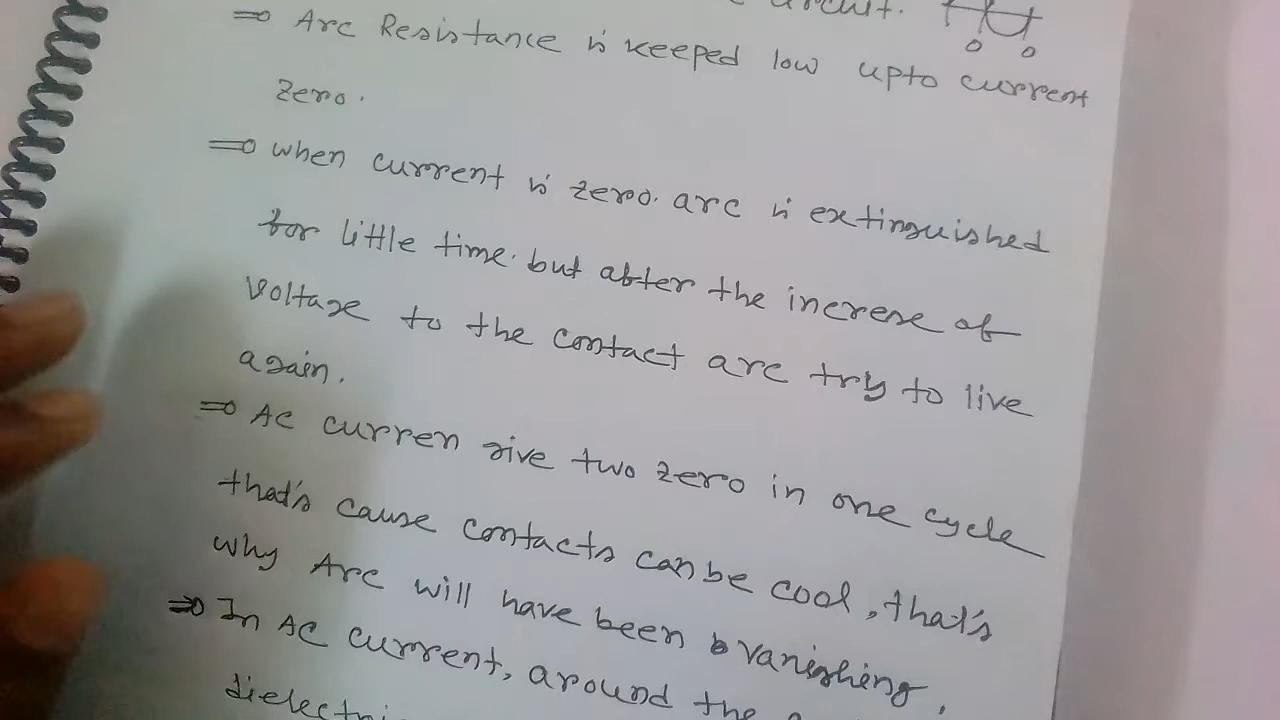 circuit.
⇒ Arc Resistance is keeped low upto current
zero.
⇒ when current is zero. arc is extinguished
for little time. but after the increse of
voltage to the contact arc try to live
again.
⇒ AC curren give two zero in one cycle
that's cause contacts can be cool, that's
why Arc will have been vanishing.
⇒ In AC current, around the